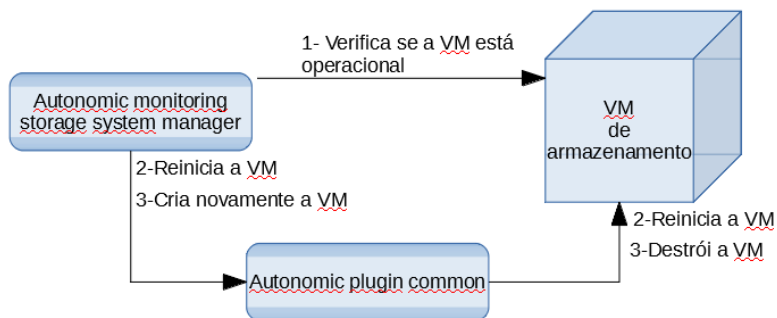 1- Verifica se a VM está
operacional
Autonomic monitoring
storage system manager
VM
de
armazenamento
2-Reinicia a VM
3-Cria novamente a VM
2-Reinicia a VM
3-Destrói a VM
Autonomic plugin common